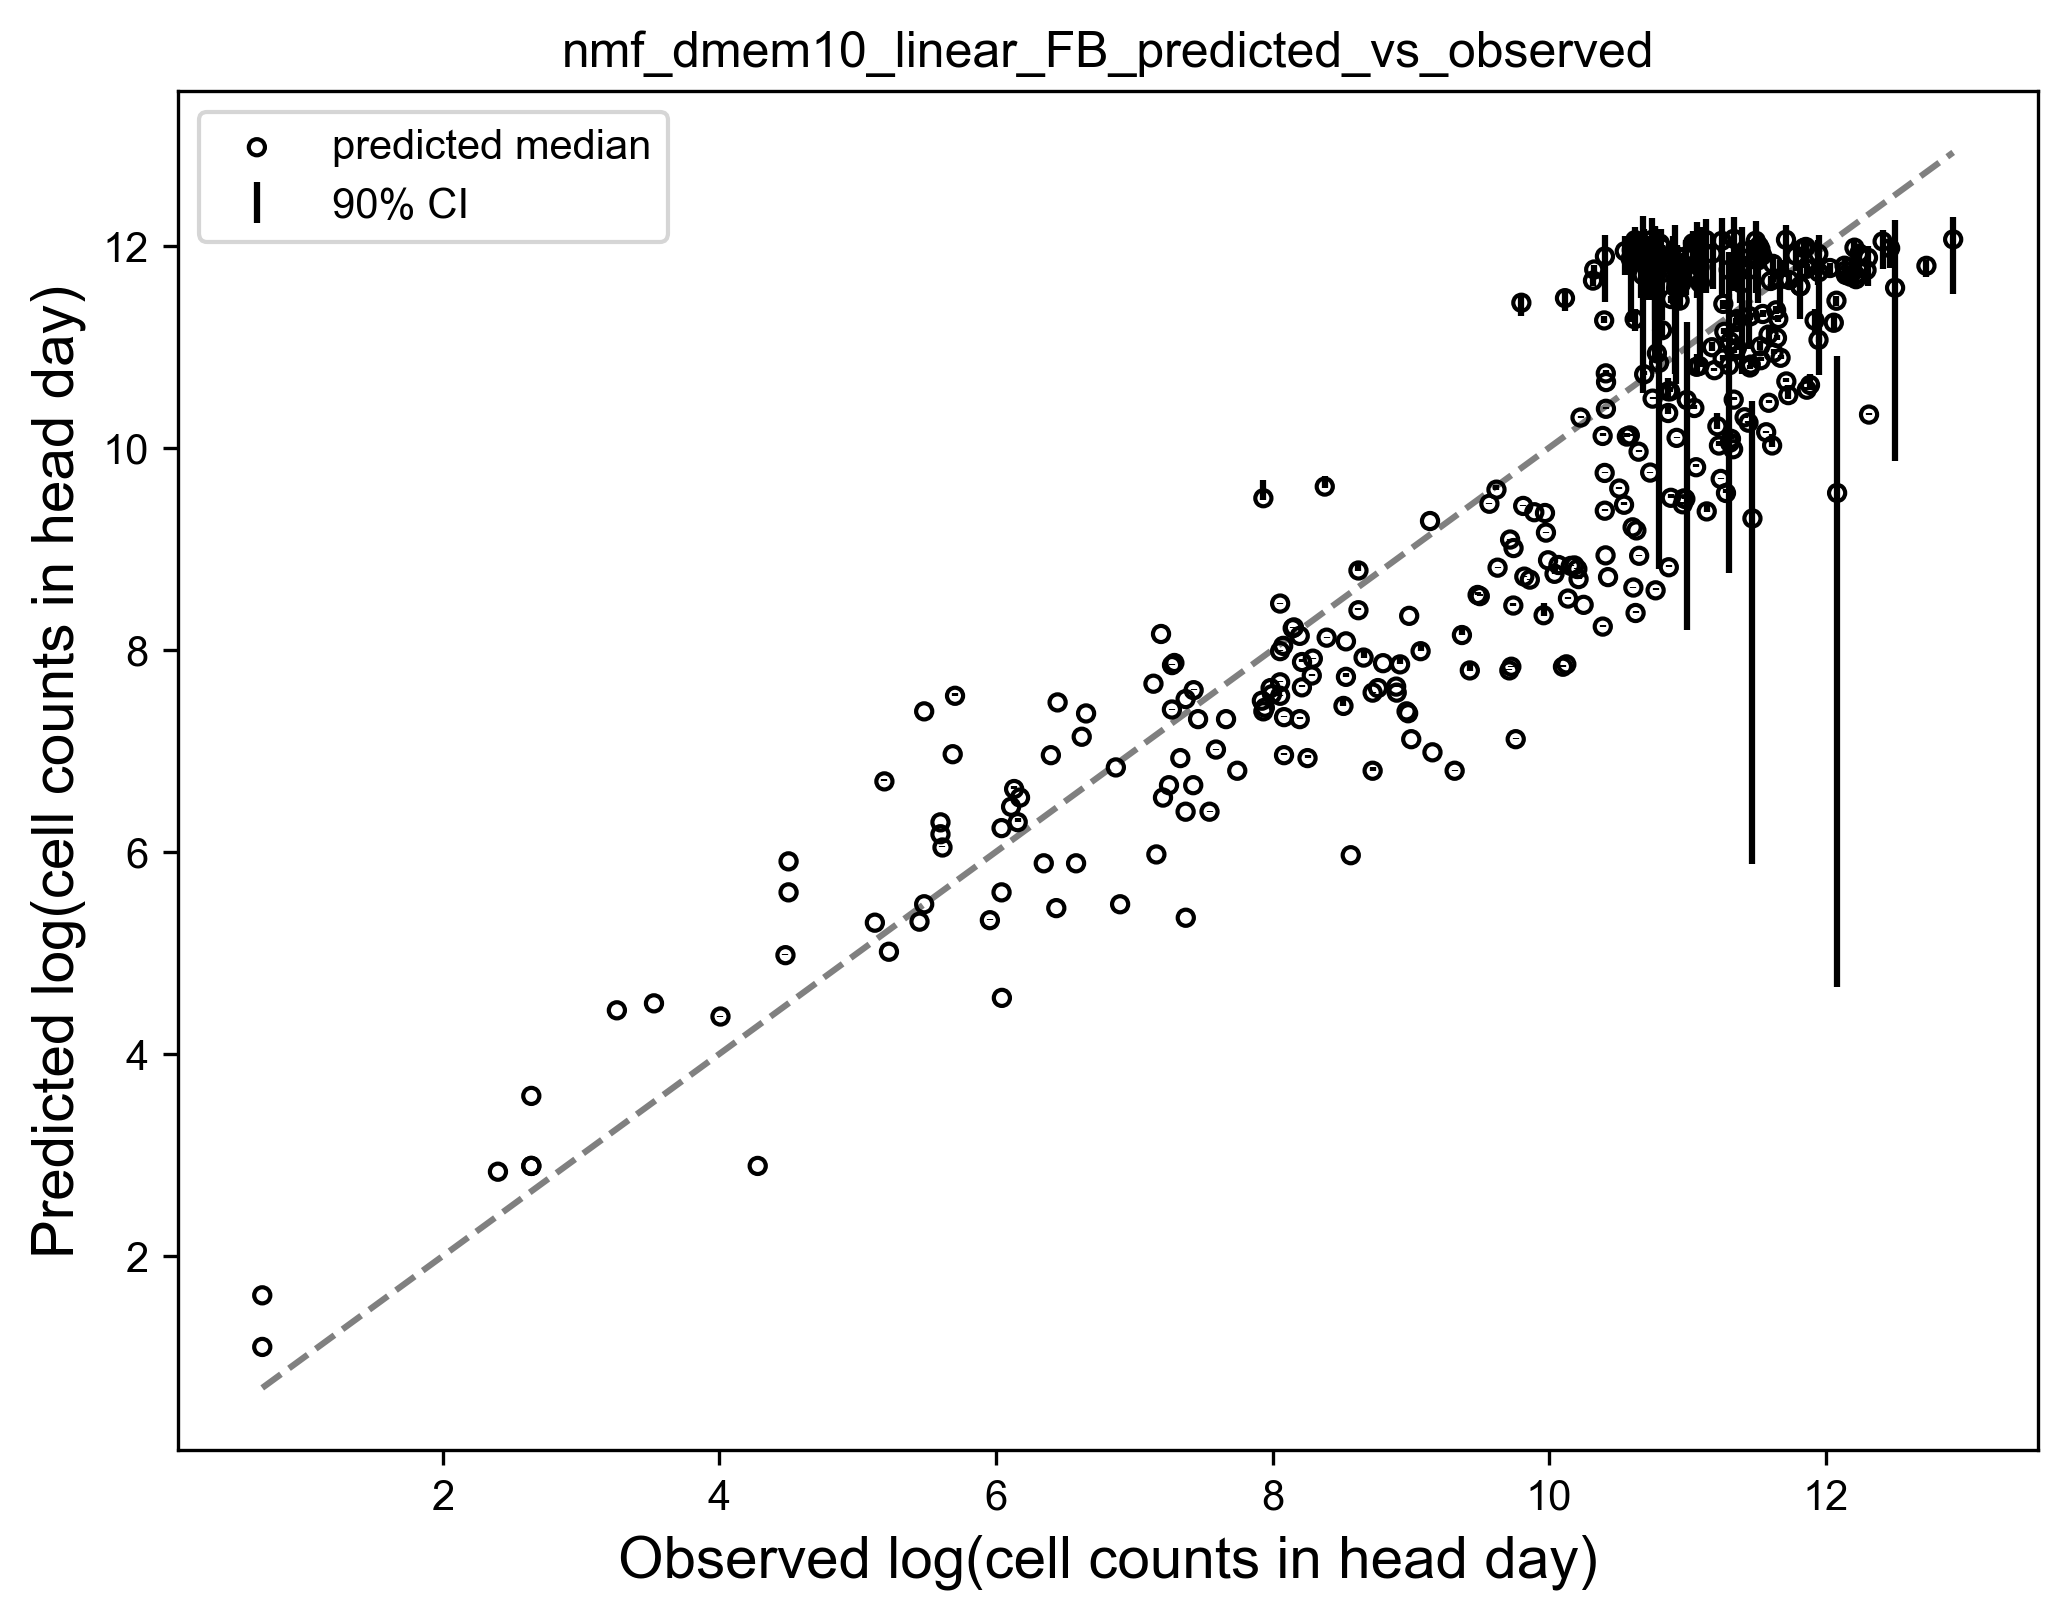 nmf_dmem10_linear_FB_predicted_vs_observed
predicted median
90% CI
Predicted log(cell counts in head day)
12
10
8
6
4
2
2 4 6 8 10 12
Observed log(cell counts in head day)